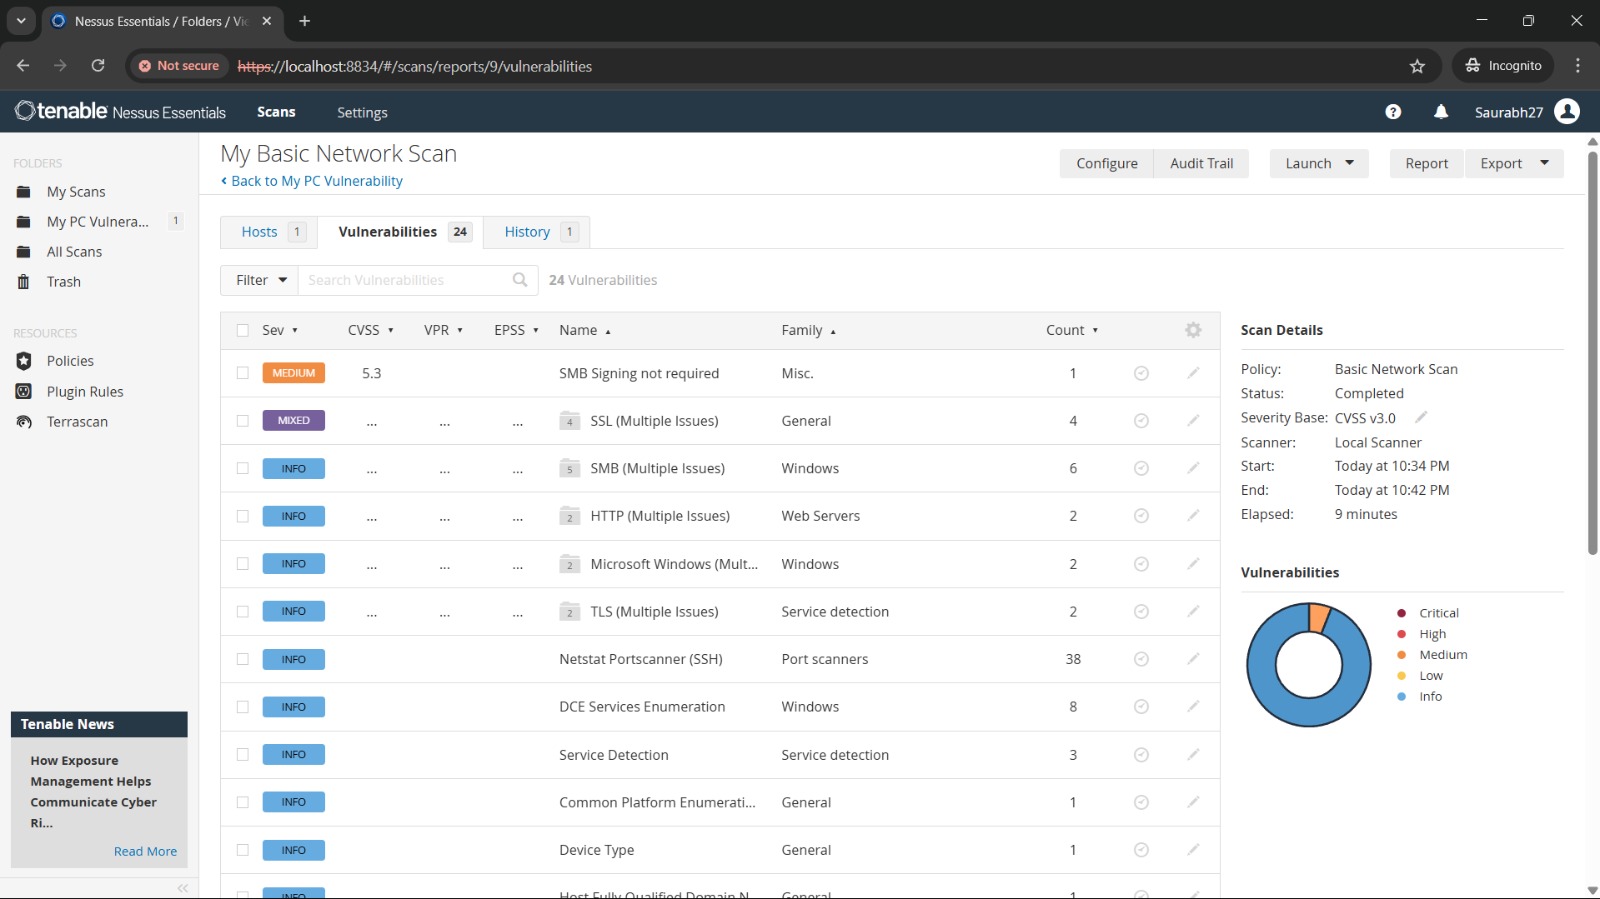 Nessus Essentials / Folders / Vi
Not secure
https://localhost:8834/#/scans/reports/9/vulnerabilities
Incognito
tenable Nessus Essentials
Scans
Settings
Saurabh27
FOLDERS
My Scans
My PC Vulnera... 1
All Scans
Trash
RESOURCES
Policies
Plugin Rules
Terrascan
Tenable News
How Exposure
Management Helps
Communicate Cyber
Ri...
Read More
My Basic Network Scan
Back to My PC Vulnerability
Configure
Audit Trail
Launch
Report
Export
Hosts 1
Vulnerabilities 24
History 1
Filter
Search Vulnerabilities
24 Vulnerabilities
Sev CVSS VPR EPSS Name Family Count
MEDIUM 5.3 SMB Signing not required Misc. 1
MIXED ... ... ... 4 SSL (Multiple Issues) General 4
INFO ... ... ... 5 SMB (Multiple Issues) Windows 6
INFO ... ... ... 2 HTTP (Multiple Issues) Web Servers 2
INFO ... ... ... 2 Microsoft Windows (Mult... Windows 2
INFO ... ... ... 2 TLS (Multiple Issues) Service detection 2
INFO Netstat Portscanner (SSH) Port scanners 38
INFO DCE Services Enumeration Windows 8
INFO Service Detection Service detection 3
INFO Common Platform Enumerati... General 1
INFO Device Type General 1
INFO Host Fully Qualified Domain N... General 1
Scan Details
Policy: Basic Network Scan
Status: Completed
Severity Base: CVSS v3.0
Scanner: Local Scanner
Start: Today at 10:34 PM
End: Today at 10:42 PM
Elapsed: 9 minutes
Vulnerabilities
Critical
High
Medium
Low
Info